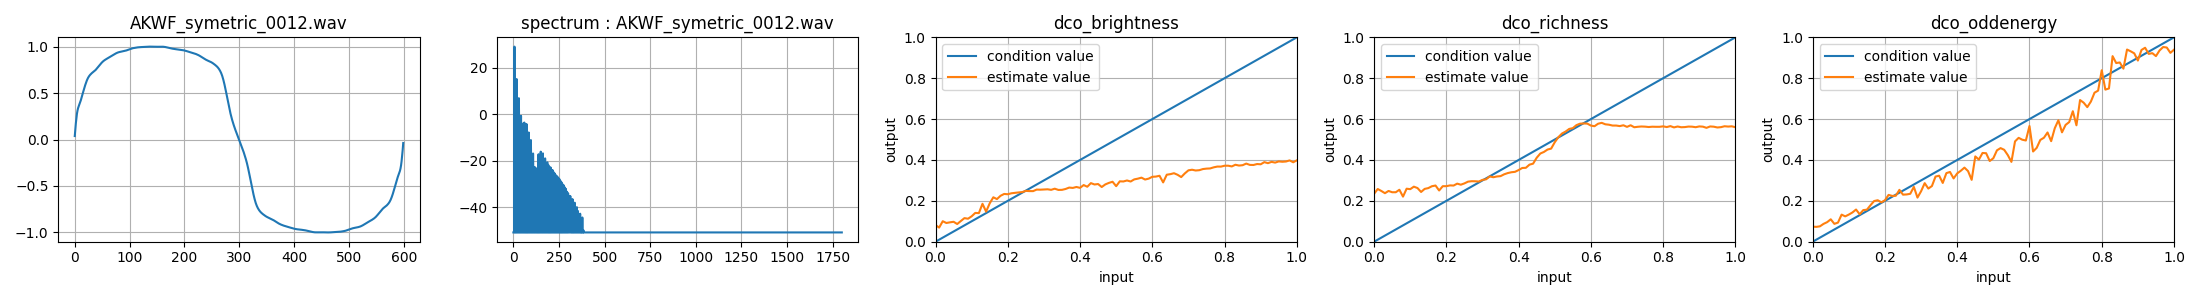 AKWF_symetric_0012.wav
1.0
0.5
0.0
−0.5
−1.0
0 100 200 300 400 500 600
spectrum : AKWF_symetric_0012.wav
20
0
−20
−40
0 250 500 750 1000 1250 1500 1750
dco_brightness
condition value
estimate value
output
1.0
0.8
0.6
0.4
0.2
0.0
0.0 0.2 0.4 0.6 0.8 1.0
input
dco_richness
condition value
estimate value
output
1.0
0.8
0.6
0.4
0.2
0.0
0.0 0.2 0.4 0.6 0.8 1.0
input
dco_oddenergy
condition value
estimate value
output
1.0
0.8
0.6
0.4
0.2
0.0
0.0 0.2 0.4 0.6 0.8 1.0
input